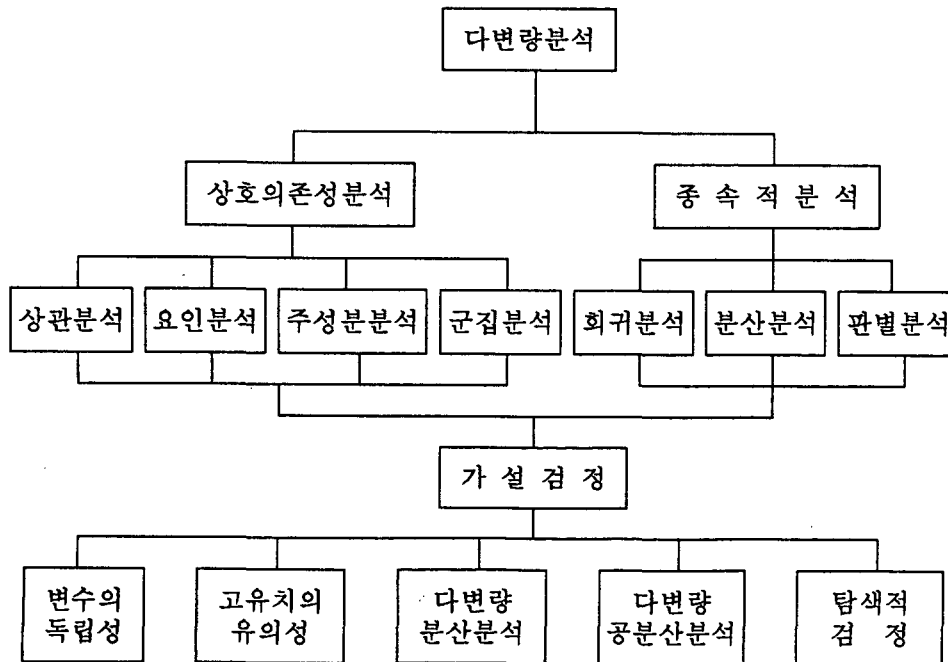 다변량분석
상호의존성분석
종 속 적 분 석
상관분석
요인분석
주성분분석
군집분석
회귀분석
분산분석
판별분석
가 설 검 정
변수의
독립성
고유치의
유의성
다변량
분산분석
다변량
공분산분석
탐색적
검 정